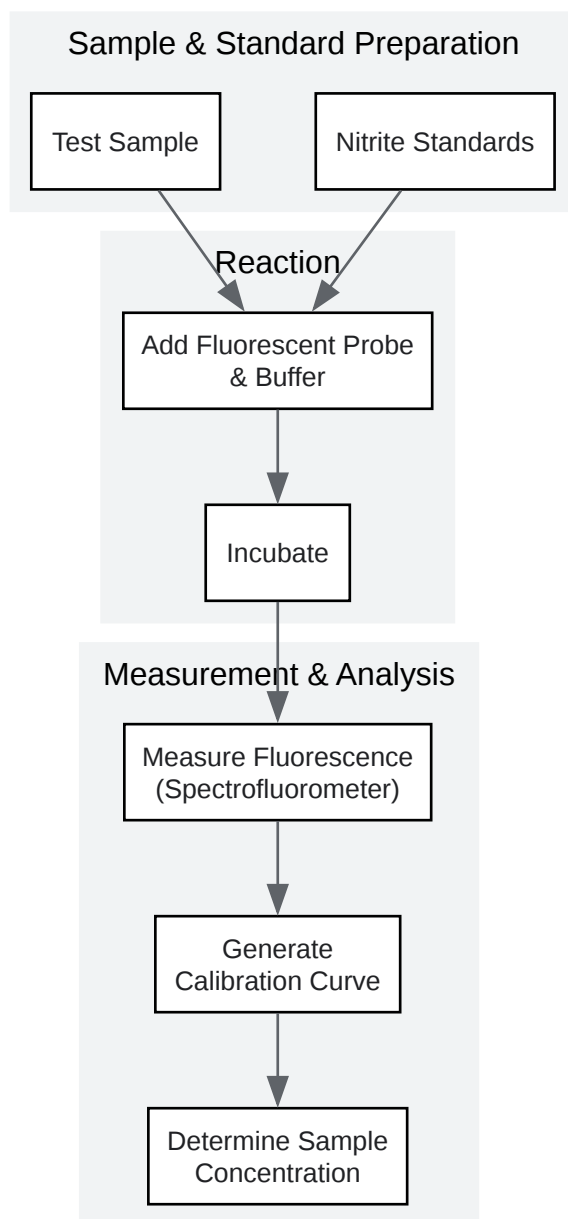 Sample & Standard Preparation
Test Sample
Nitrite Standards
Reaction
Add Fluorescent Probe
& Buffer
Incubate
Measurement & Analysis
Measure Fluorescence
(Spectrofluorometer)
Generate
Calibration Curve
Determine Sample
Concentration